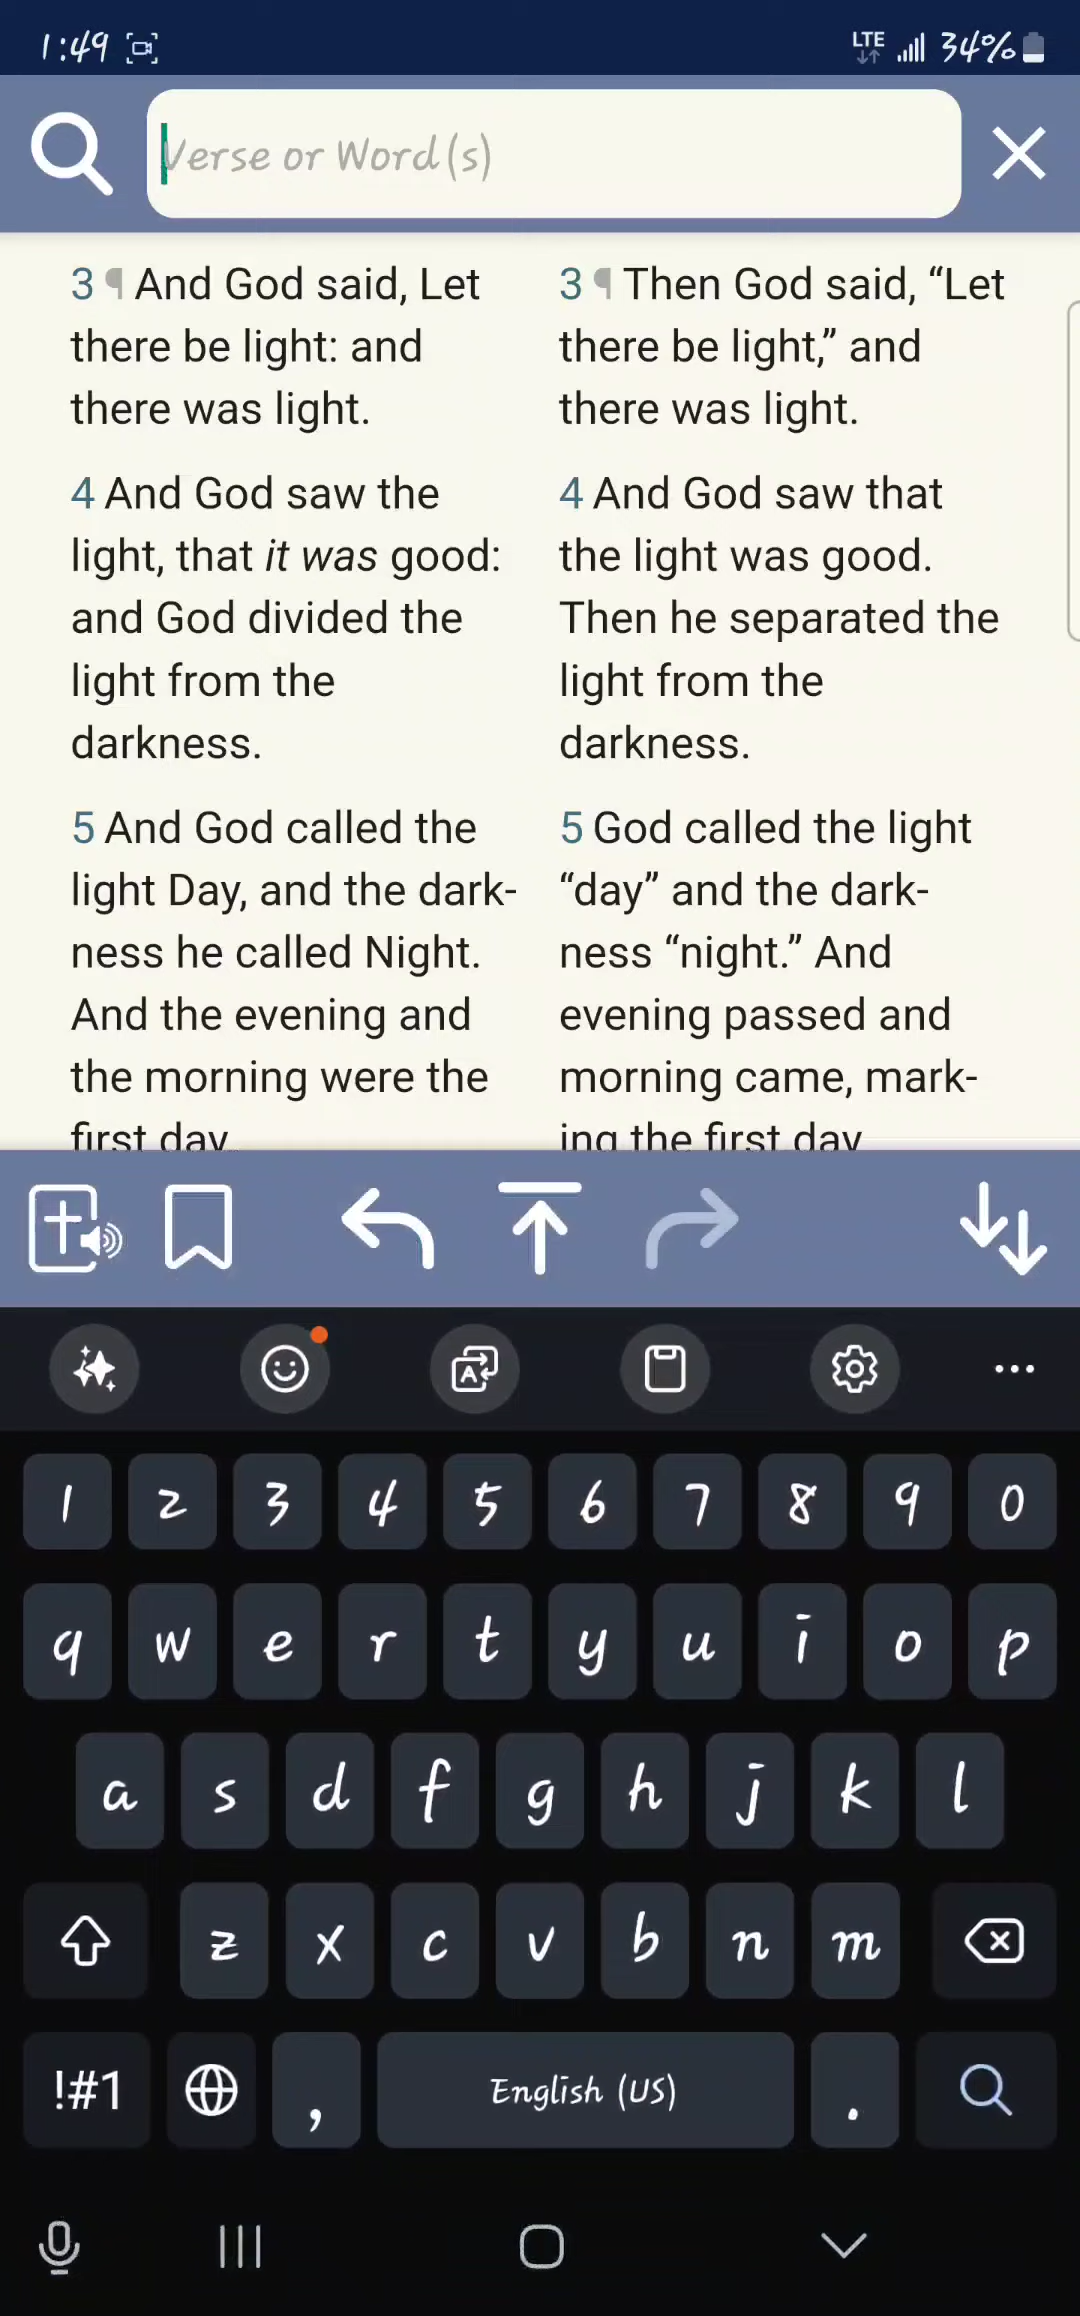 1:49 LTE 34%
Verse or Word(s)
3 ¶ And God said, Let
there be light: and
there was light.
4 And God saw the
light, that it was good:
and God divided the
light from the
darkness.
5 And God called the
light Day, and the dark-
ness he called Night.
And the evening and
the morning were the
first day.
3 ¶ Then God said, “Let
there be light,” and
there was light.
4 And God saw that
the light was good.
Then he separated the
light from the
darkness.
5 God called the light
“day” and the dark-
ness “night.” And
evening passed and
morning came, mark-
ing the first day
1 2 3 4 5 6 7 8 9 0
q w e r t y u i o p
a s d f g h j k l
z x c v b n m
!#1 , English (US) .